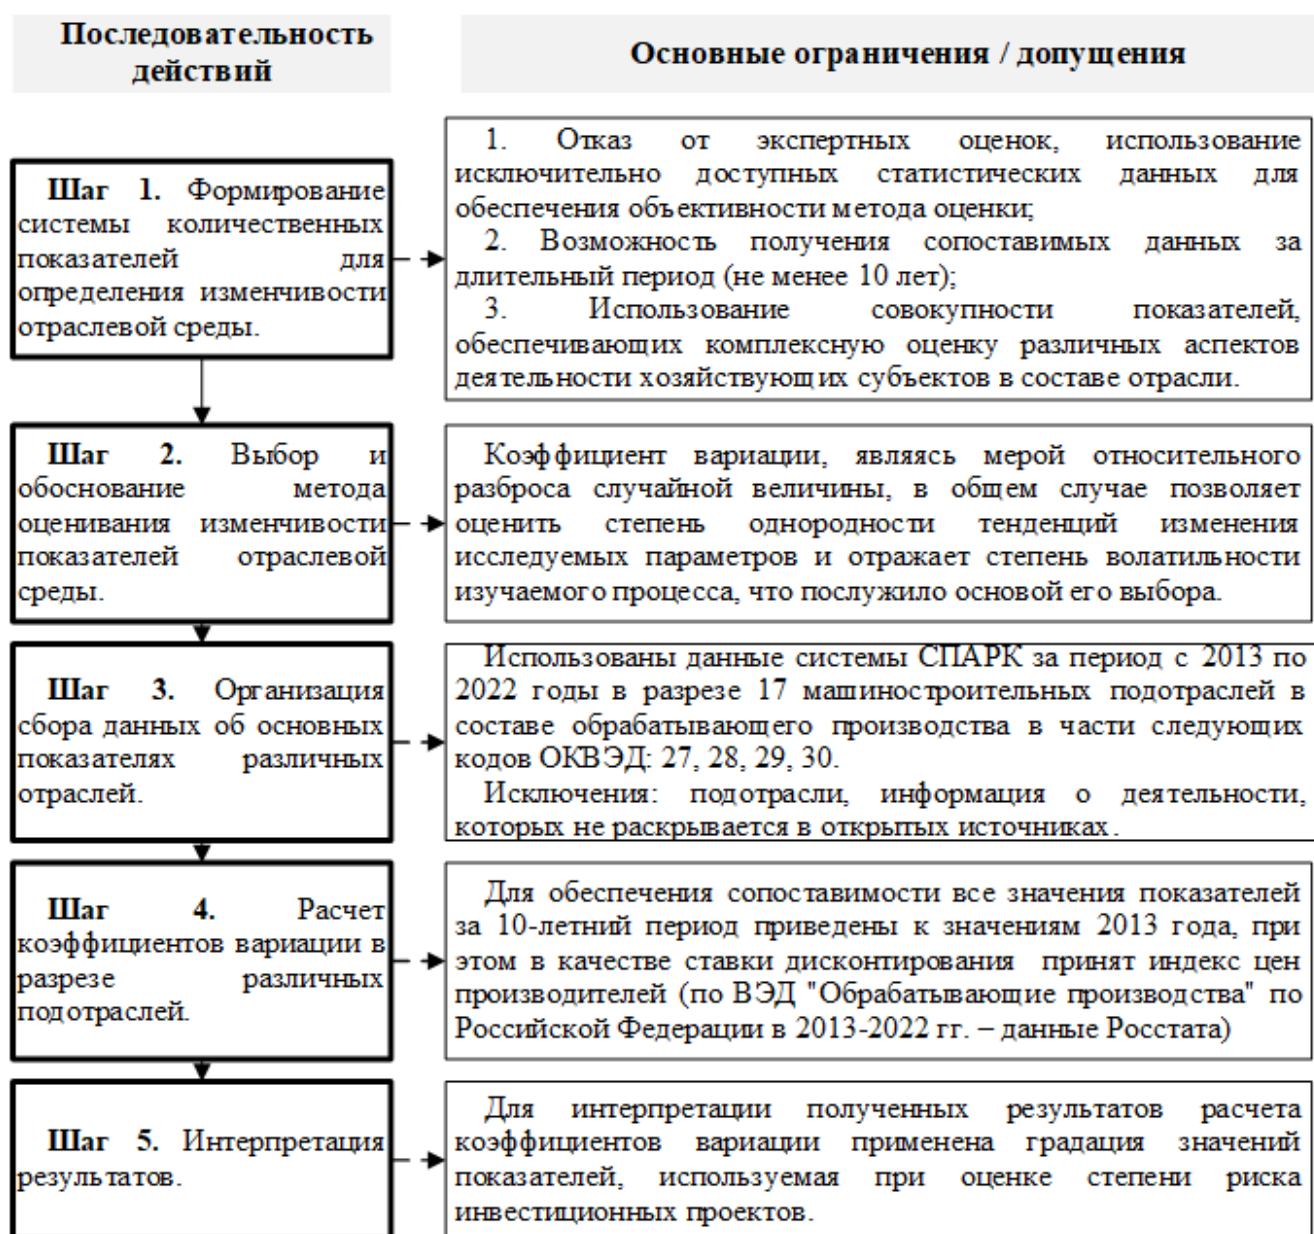 Последовательность
действий
Основные ограничения / допущения
Шаг 1. Формирование
системы количественных
показателей для
определения изменчивости
отраслевой среды.
1. Отказ от экспертных оценок, использование
исключительно доступных статистических данных для
обеспечения объективности метода оценки;
2. Возможность получения сопоставимых данных за
длительный период (не менее 10 лет);
3. Использование совокупности показателей,
обеспечивающих комплексную оценку различных аспектов
деятельности хозяйствующих субъектов в составе отрасли.
Шаг 2. Выбор и
обоснование метода
оценивания изменчивости
показателей отраслевой
среды.
Коэффициент вариации, являясь мерой относительного
разброса случайной величины, в общем случае позволяет
оценить степень однородности тенденций изменения
исследуемых параметров и отражает степень волатильности
изучаемого процесса, что послужило основой его выбора.
Шаг 3. Организация
сбора данных об основных
показателях различных
отраслей.
Использованы данные системы СПАРК за период с 2013 по
2022 годы в разрезе 17 машиностроительных подотраслей в
составе обрабатывающего производства в части следующих
кодов ОКВЭД: 27, 28, 29, 30.
Исключения: подотрасли, информация о деятельности,
которых не раскрывается в открытых источниках.
Шаг 4. Расчет
коэффициентов вариации в
разрезе различных
подотраслей.
Для обеспечения сопоставимости все значения показателей
за 10-летний период приведены к значениям 2013 года, при
этом в качестве ставки дисконтирования принят индекс цен
производителей (по ВЭД "Обрабатывающие производства" по
Российской Федерации в 2013-2022 гг. – данные Росстата)
Шаг 5. Интерпретация
результатов.
Для интерпретации полученных результатов расчета
коэффициентов вариации применена градация значений
показателей, используемая при оценке степени риска
инвестиционных проектов.